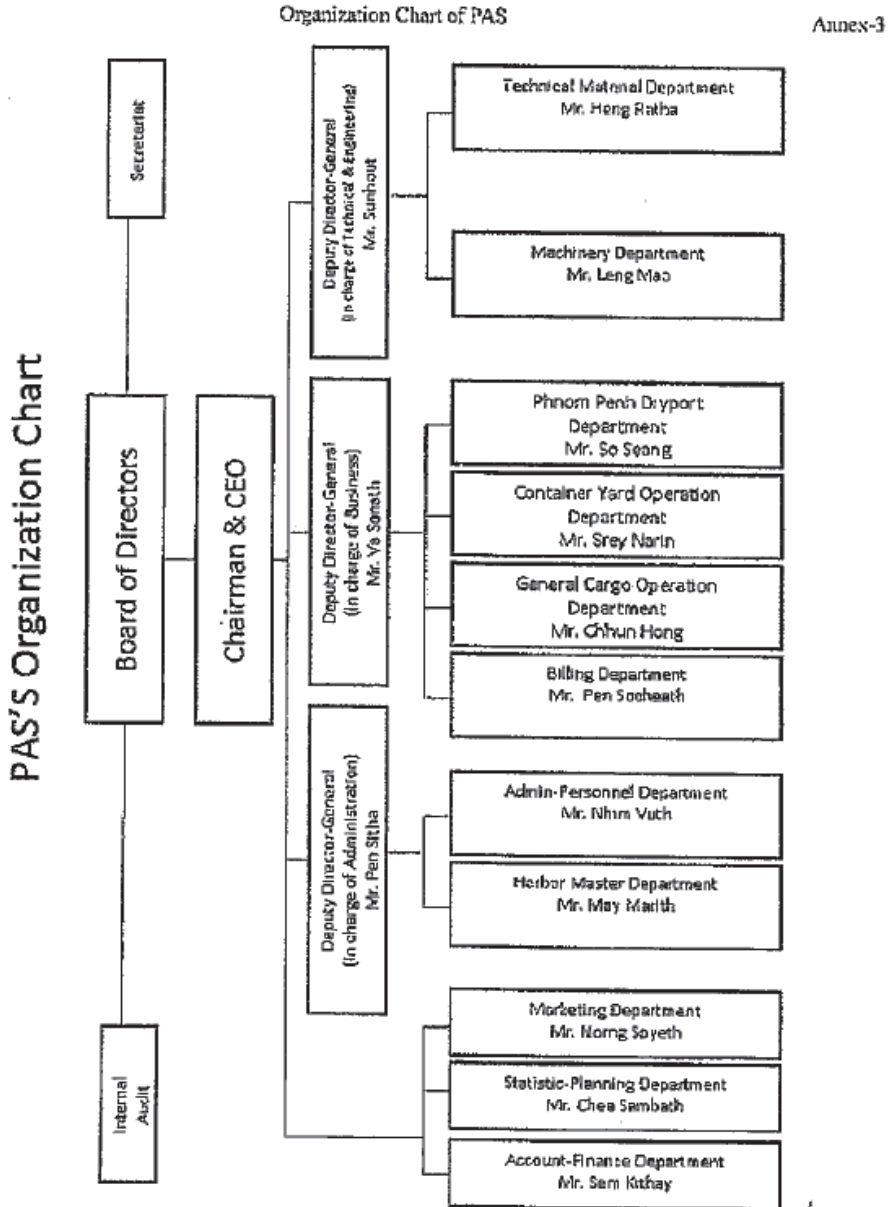 Organization Chart of PAS
Annex-3
PAS'S Organization Chart
Secretariat
Board of Directors
Internal
Audit
Chairman & CEO
Deputy Director-General
(In charge of Technical & Engineering)
Mr. Sunhout
Deputy Director-General
(In charge of Business)
Mr. Va Sonath
Deputy Director-General
(In charge of Administration)
Mr. Pen Sitha
Technical Material Department
Mr. Heng Ratha
Machinery Department
Mr. Leng Mao
Phnom Penh Dryport
Department
Mr. So Seang
Container Yard Operation
Department
Mr. Srey Narin
General Cargo Operation
Department
Mr. Chhun Hong
Billing Department
Mr. Pen Socheath
Admin-Personnel Department
Mr. Nhim Vuth
Harbor Master Department
Mr. May Marith
Marketing Department
Mr. Norng Soyeth
Statistic-Planning Department
Mr. Chea Sambath
Account-Finance Department
Mr. Sam Kithay